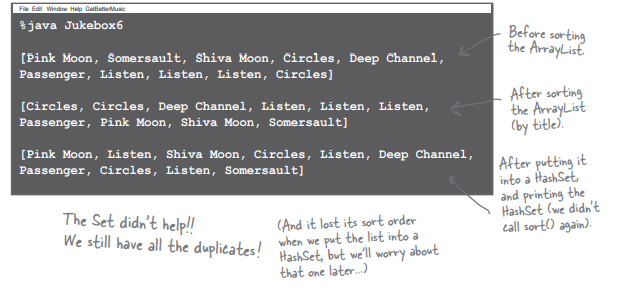 File Edit Window Help GetBetterMusic
%java Jukebox6
[Pink Moon, Somersault, Shiva Moon, Circles, Deep Channel,
Passenger, Listen, Listen, Listen, Circles]
[Circles, Circles, Deep Channel, Listen, Listen, Listen,
Passenger, Pink Moon, Shiva Moon, Somersault]
[Pink Moon, Listen, Shiva Moon, Circles, Listen, Deep Channel,
Passenger, Circles, Listen, Somersault]
Before sorting
the ArrayList.
After sorting
the ArrayList
(by title).
After putting it
into a HashSet,
and printing the
HashSet (we didn't
call sort() again).
The Set didn't help!!
We still have all the duplicates!
(And it lost its sort order
when we put the list into a
HashSet, but we'll worry about
that one later...)